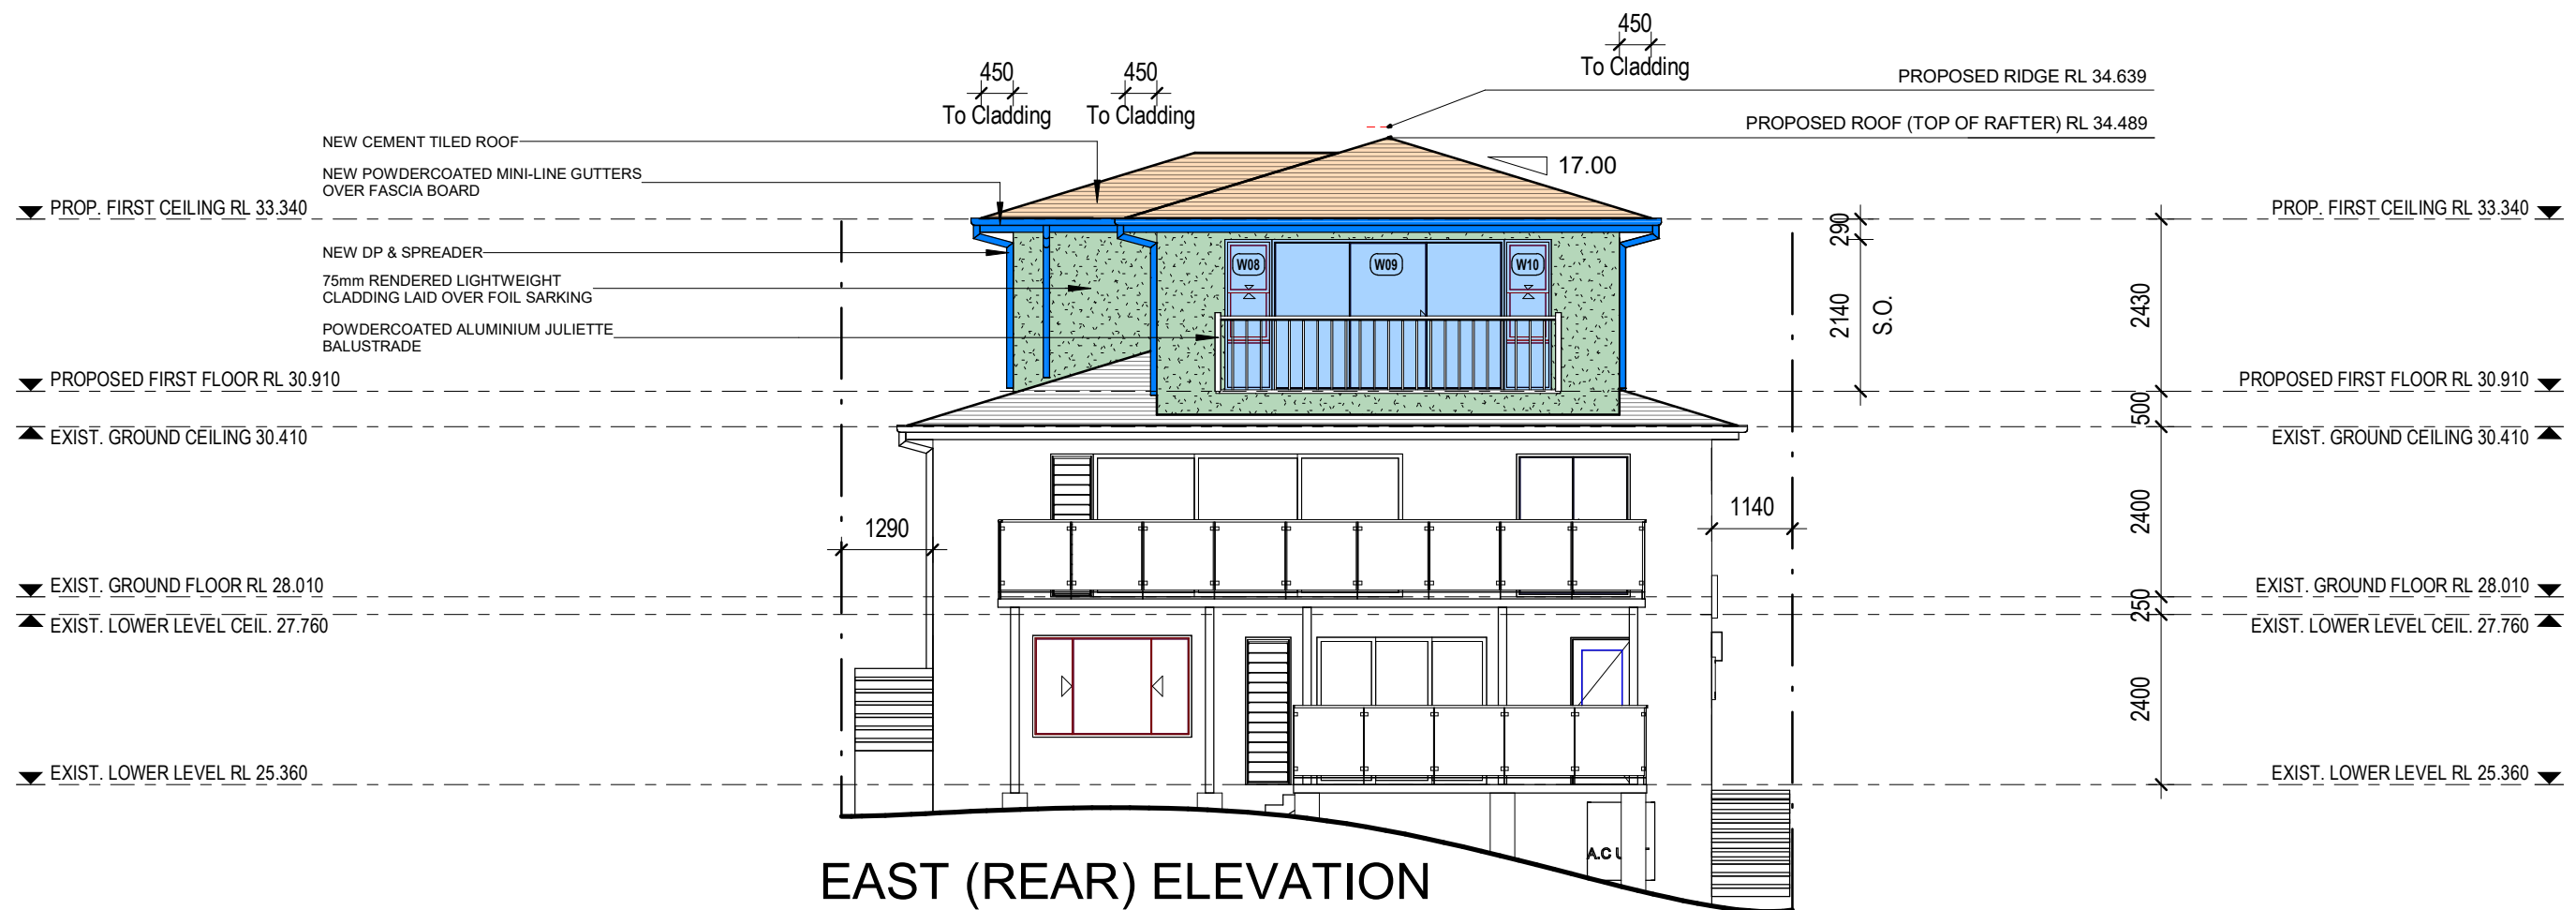 450
To Cladding
PROPOSED RIDGE RL 34.639
450
To Cladding
450
To Cladding
PROPOSED ROOF (TOP OF RAFTER) RL 34.489
NEW CEMENT TILED ROOF
17.00
NEW POWDERCOATED MINI-LINE GUTTERS
OVER FASCIA BOARD
PROP. FIRST CEILING RL 33.340
PROP. FIRST CEILING RL 33.340
290
NEW DP & SPREADER
W08
W09
W10
75mm RENDERED LIGHTWEIGHT
CLADDING LAID OVER FOIL SARKING
2140
S.O.
2430
POWDERCOATED ALUMINIUM JULIETTE
BALUSTRADE
PROPOSED FIRST FLOOR RL 30.910
PROPOSED FIRST FLOOR RL 30.910
500
EXIST. GROUND CEILING 30.410
EXIST. GROUND CEILING 30.410
1290
1140
2400
EXIST. GROUND FLOOR RL 28.010
EXIST. GROUND FLOOR RL 28.010
250
EXIST. LOWER LEVEL CEIL. 27.760
EXIST. LOWER LEVEL CEIL. 27.760
2400
EXIST. LOWER LEVEL RL 25.360
EXIST. LOWER LEVEL RL 25.360
A.C
EAST (REAR) ELEVATION